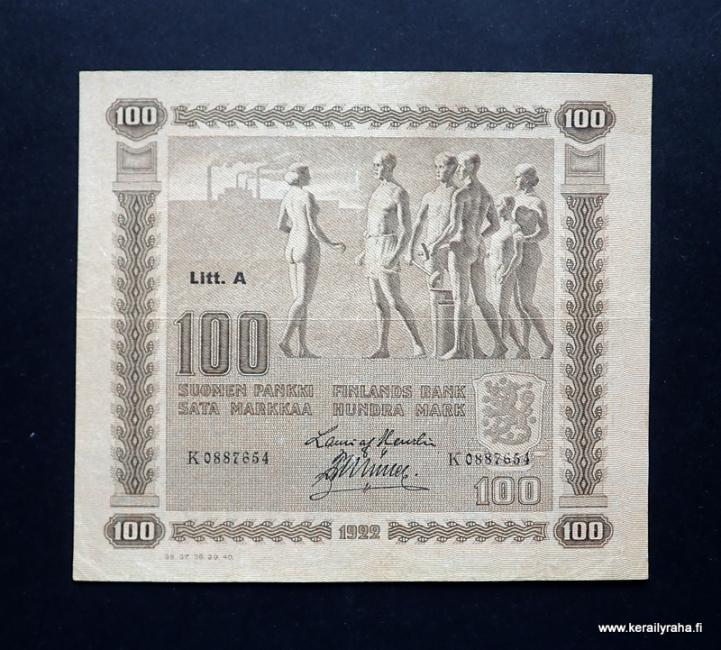 100 100
Litt. A
100
SUOMEN PANKKI FINLANDS BANK
SATA MARKKAA HUNDRA MARK
K0887654 K0887654
100
100 1922 100
www.kerailyraha.fi